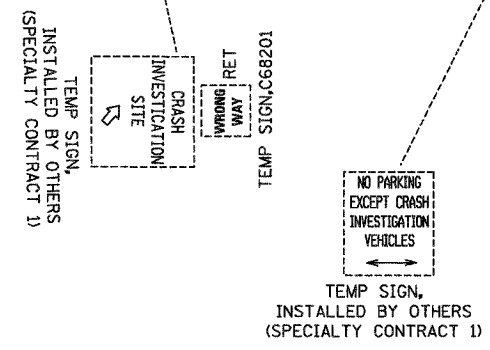 TEMP SIGN,
INSTALLED BY OTHERS
(SPECIALTY CONTRACT 1)
CRASH
INVESTIGATION
SITE
WRONG
WAY
RET
TEMP SIGN,C68201
NO PARKING
EXCEPT CRASH
INVESTIGATION
VEHICLES
TEMP SIGN,
INSTALLED BY OTHERS
(SPECIALTY CONTRACT 1)